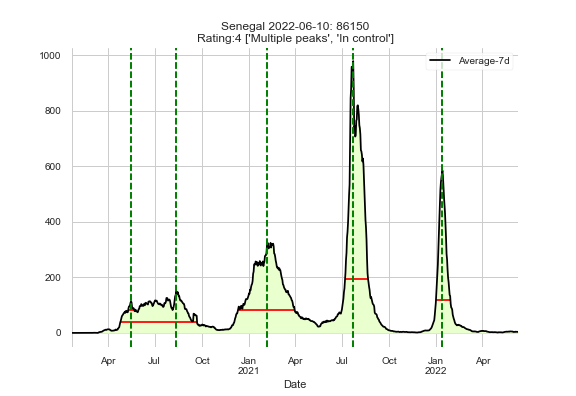 Senegal 2022-06-10: 86150
Rating:4 ['Multiple peaks', 'In control']
Average-7d
1000
800
600
400
200
0
Apr Jul Oct Jan Apr Jul Oct Jan Apr
2021 2022
Date